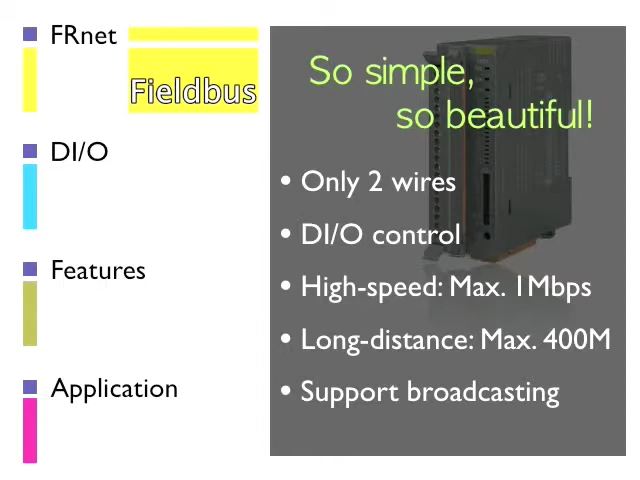 FRnet
Fieldbus
DI/O
Features
Application
So simple,
so beautiful!
• Only 2 wires
• DI/O control
• High-speed: Max. 1Mbps
• Long-distance: Max. 400M
• Support broadcasting